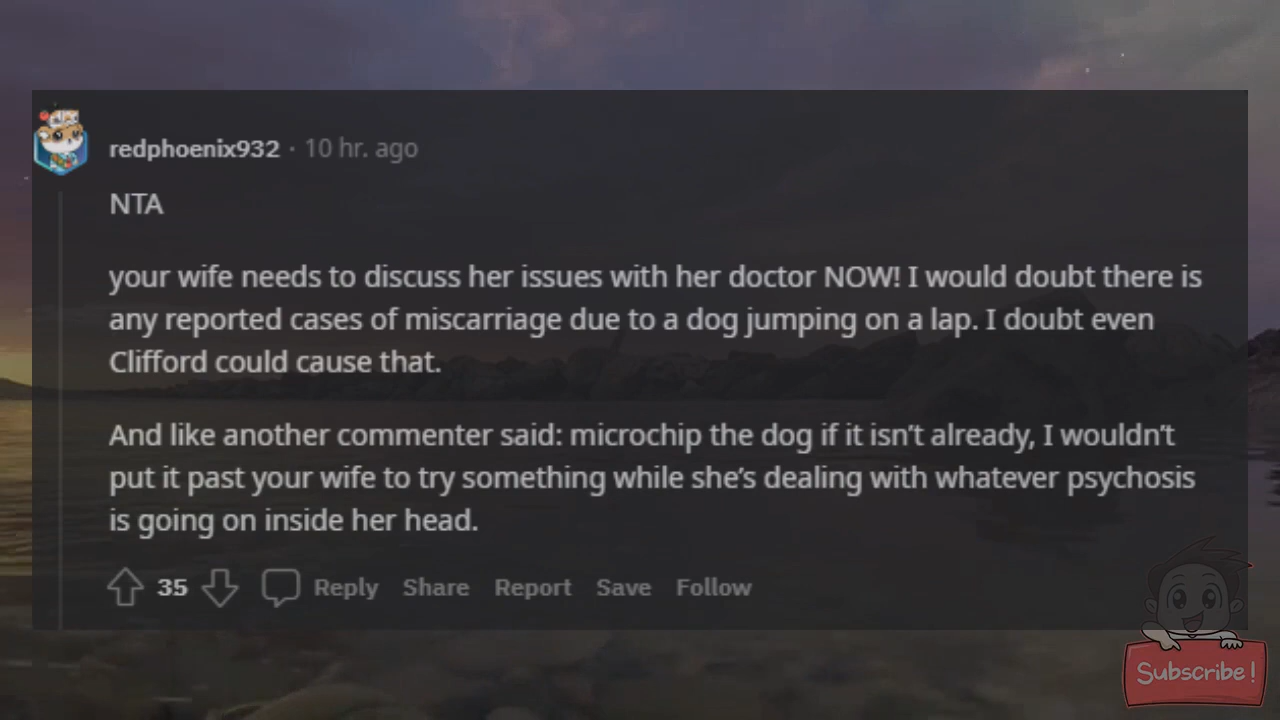 redphoenix932 · 10 hr. ago
NTA
your wife needs to discuss her issues with her doctor NOW! I would doubt there is
any reported cases of miscarriage due to a dog jumping on a lap. I doubt even
Clifford could cause that.
And like another commenter said: microchip the dog if it isn’t already, I wouldn’t
put it past your wife to try something while she’s dealing with whatever psychosis
is going on inside her head.
35 Reply Share Report Save Follow
Subscribe!